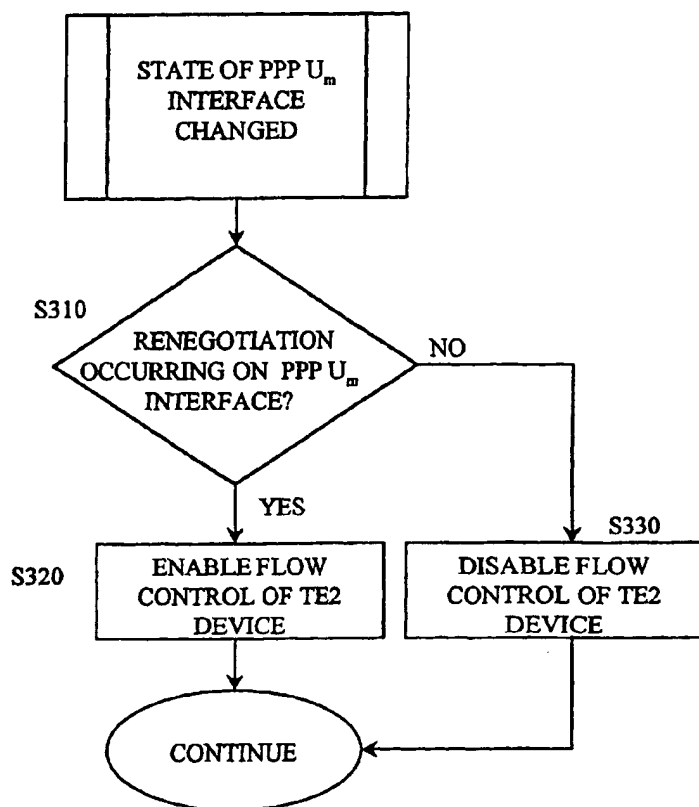 STATE OF PPP Um
INTERFACE
CHANGED
S310
RENEGOTIATION
OCCURRING ON PPP Um
INTERFACE?
NO
YES
S330
S320
ENABLE FLOW
CONTROL OF TE2
DEVICE
DISABLE FLOW
CONTROL OF TE2
DEVICE
CONTINUE